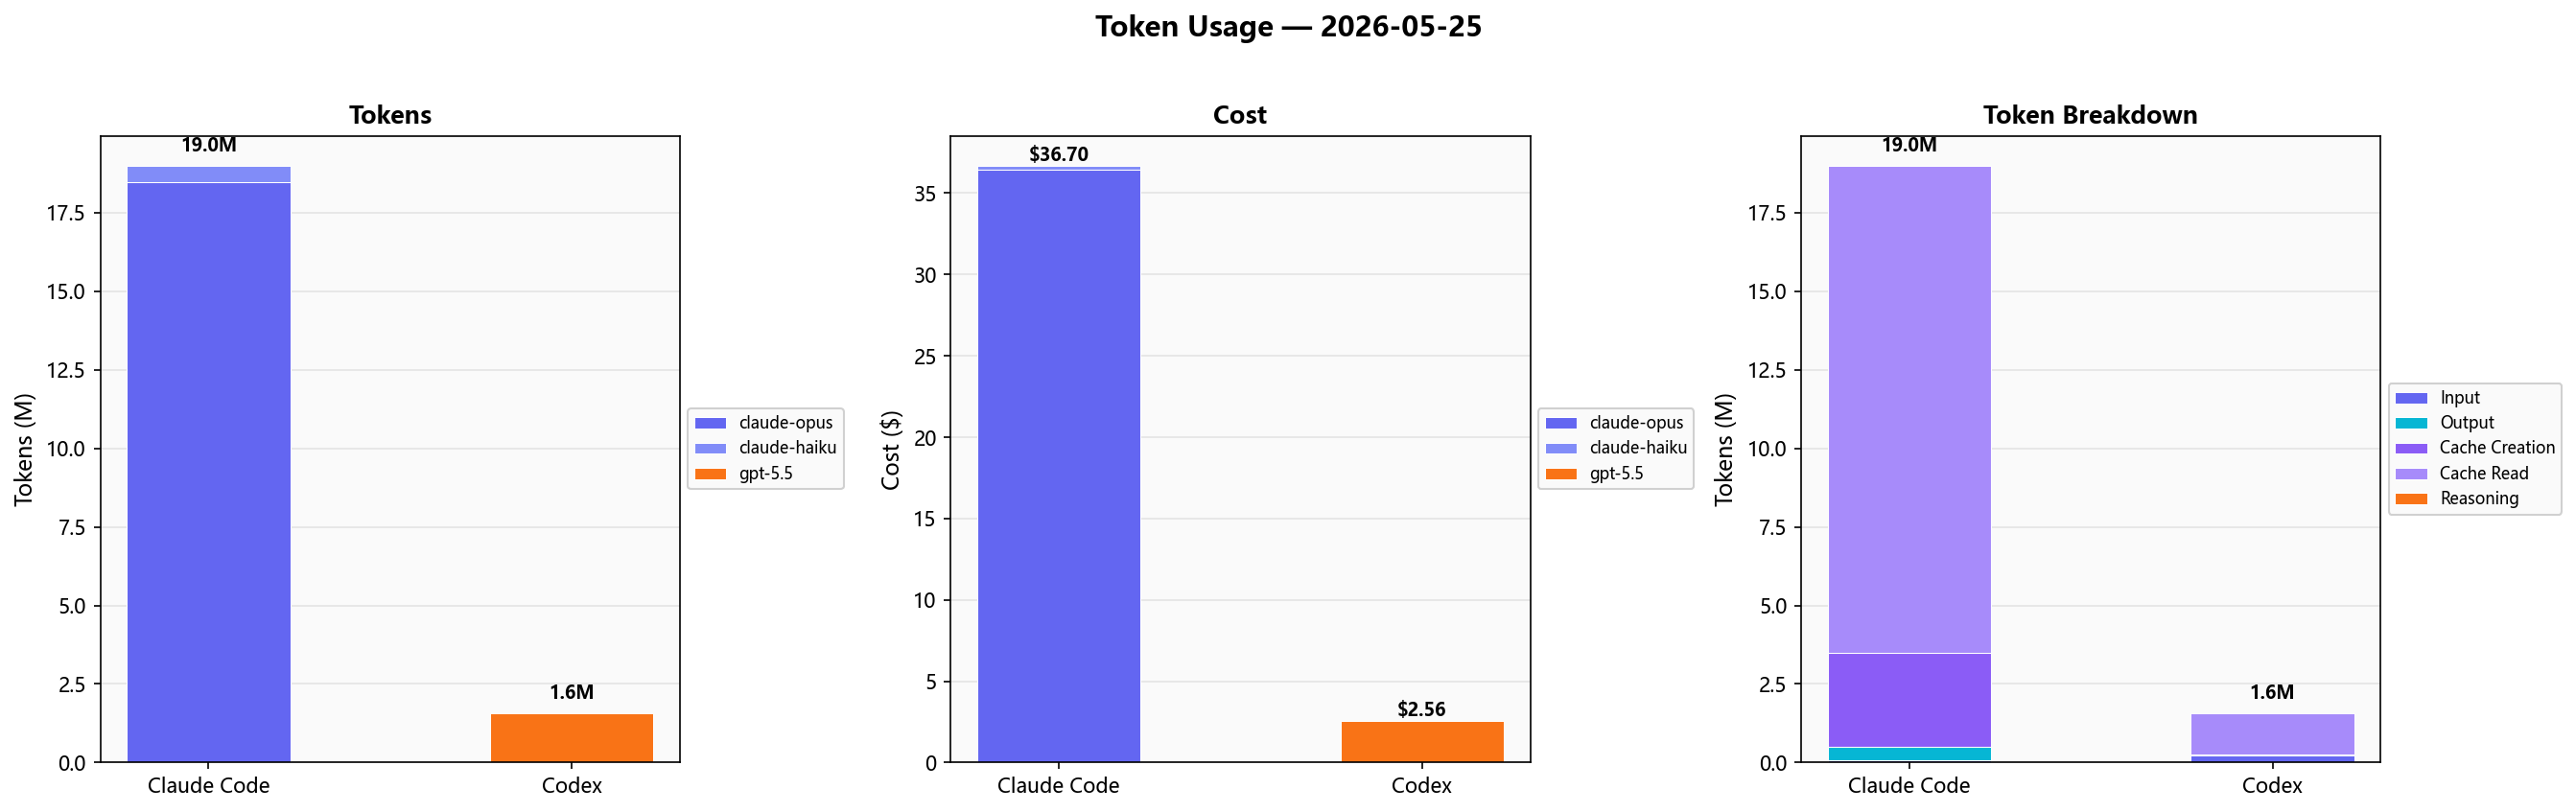 Token Usage — 2026-05-25
Tokens
19.0M
17.5
15.0
12.5
10.0
7.5
5.0
2.5
0.0
Tokens (M)
1.6M
Claude Code
Codex
claude-opus
claude-haiku
gpt-5.5
Cost
$36.70
35
30
25
20
15
10
5
0
Cost ($)
$2.56
Claude Code
Codex
claude-opus
claude-haiku
gpt-5.5
Token Breakdown
19.0M
17.5
15.0
12.5
10.0
7.5
5.0
2.5
0.0
Tokens (M)
1.6M
Claude Code
Codex
Input
Output
Cache Creation
Cache Read
Reasoning